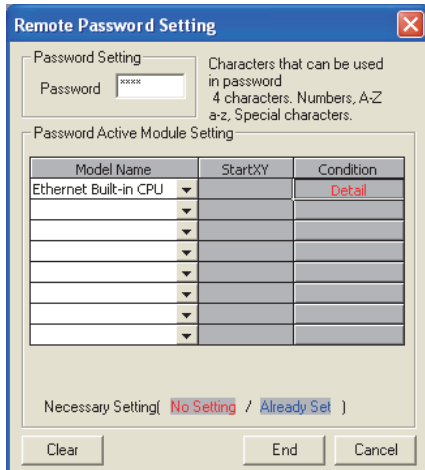 Remote Password Setting
Password Setting
Password xxxx
Characters that can be used
in password
4 characters. Numbers, A-Z
a-z, Special characters.
Password Active Module Setting
Model Name StartXY Condition
Ethernet Built-in CPU Detail
Necessary Setting( No Setting / Already Set )
Clear End Cancel